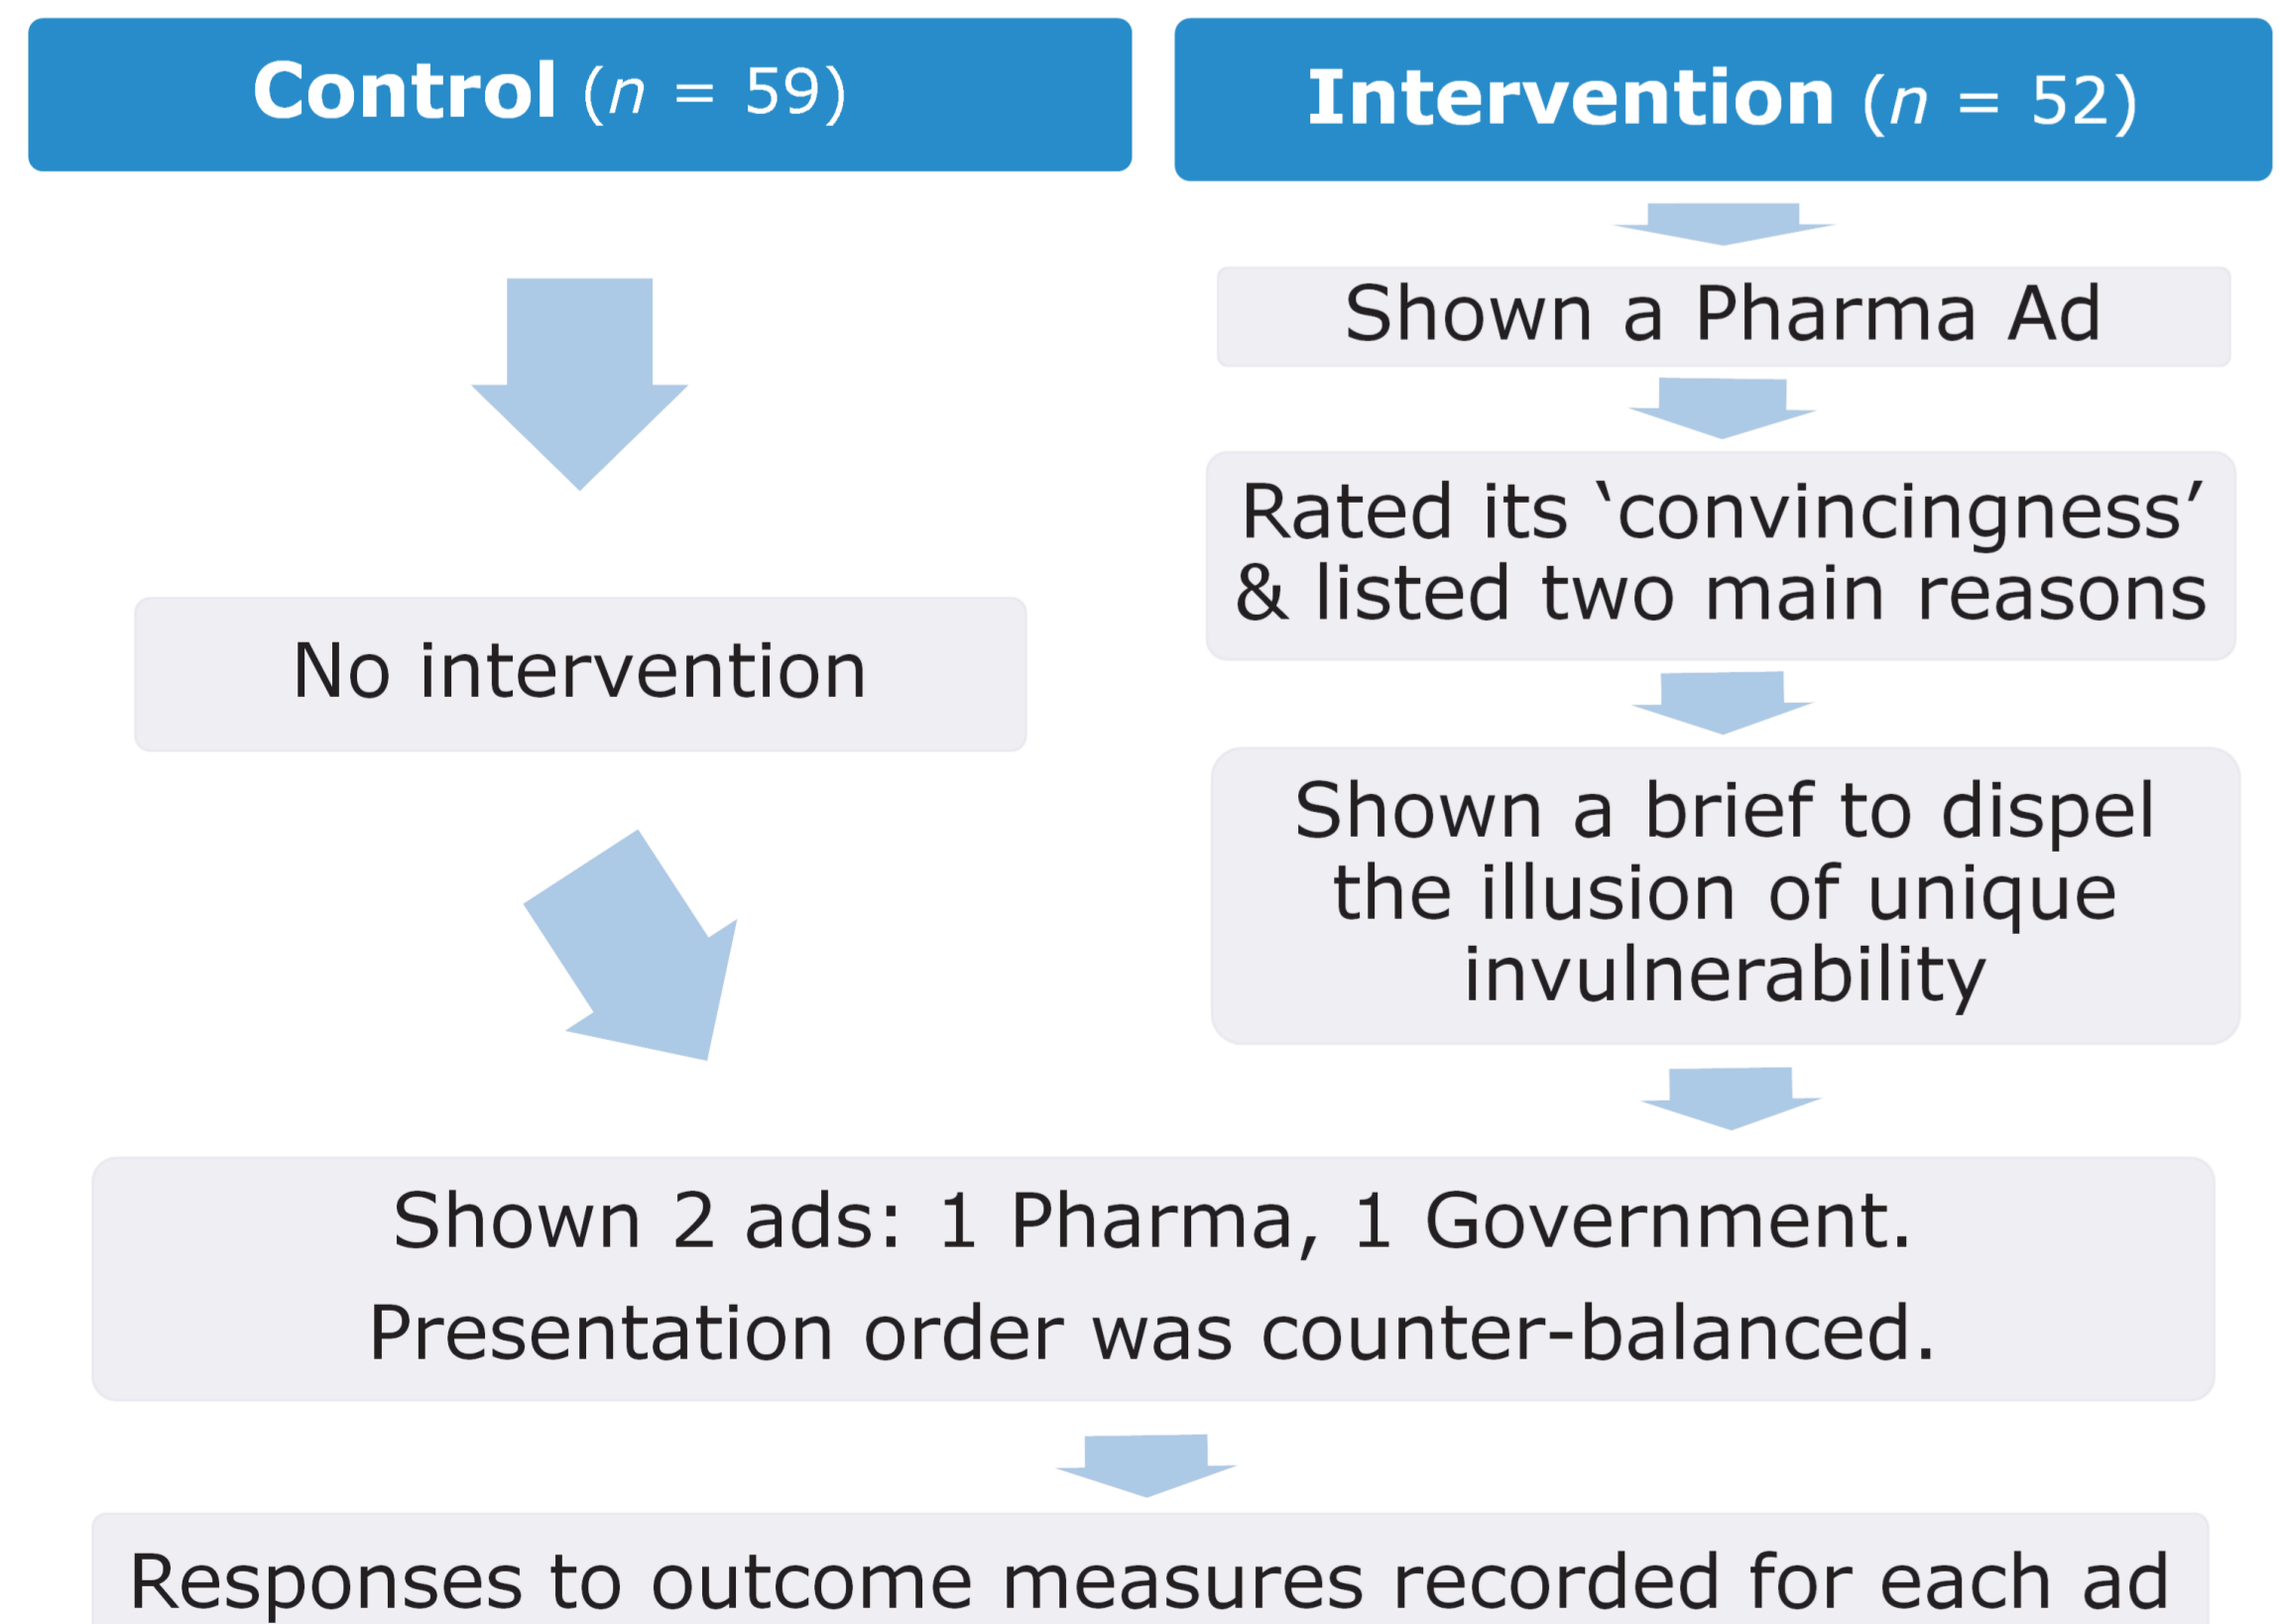 Control (n = 59)
Intervention (n = 52)
Shown a Pharma Ad
Rated its ‘convincingness’
& listed two main reasons
No intervention
Shown a brief to dispel
the illusion of unique
invulnerability
Shown 2 ads: 1 Pharma, 1 Government.
Presentation order was counter-balanced.
Responses to outcome measures recorded for each ad